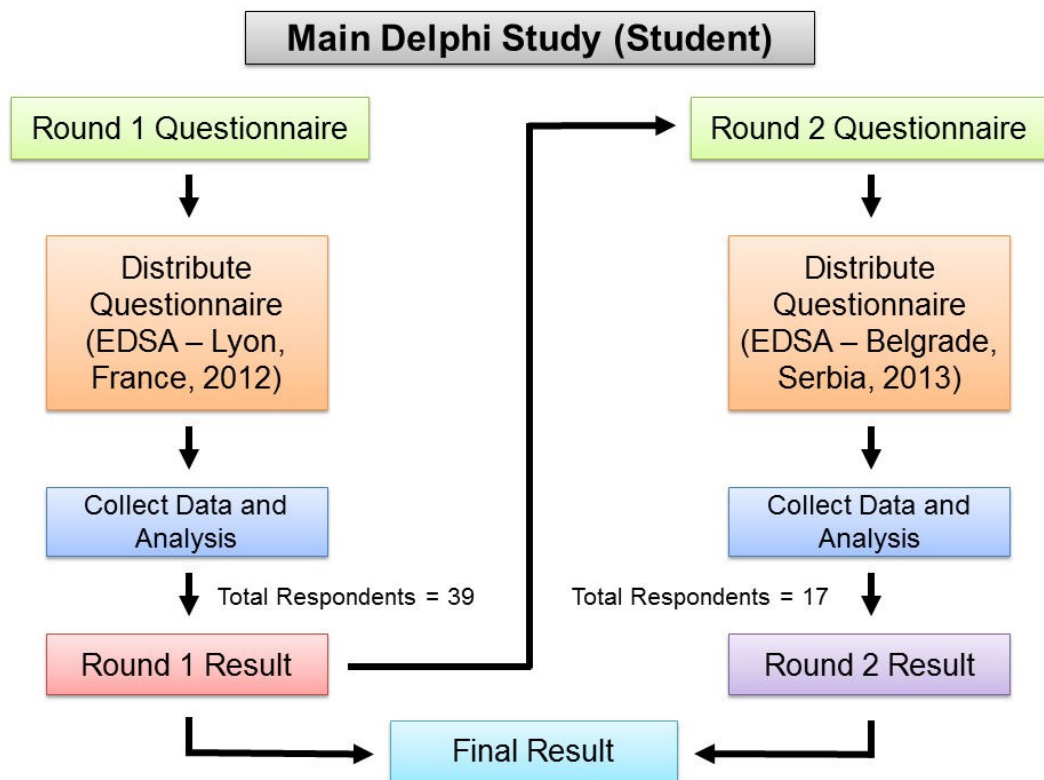 Main Delphi Study (Student)
Round 1 Questionnaire
Distribute
Questionnaire
(EDSA – Lyon,
France, 2012)
Collect Data and
Analysis
Total Respondents = 39
Round 1 Result
Round 2 Questionnaire
Distribute
Questionnaire
(EDSA – Belgrade,
Serbia, 2013)
Collect Data and
Analysis
Total Respondents = 17
Round 2 Result
Final Result